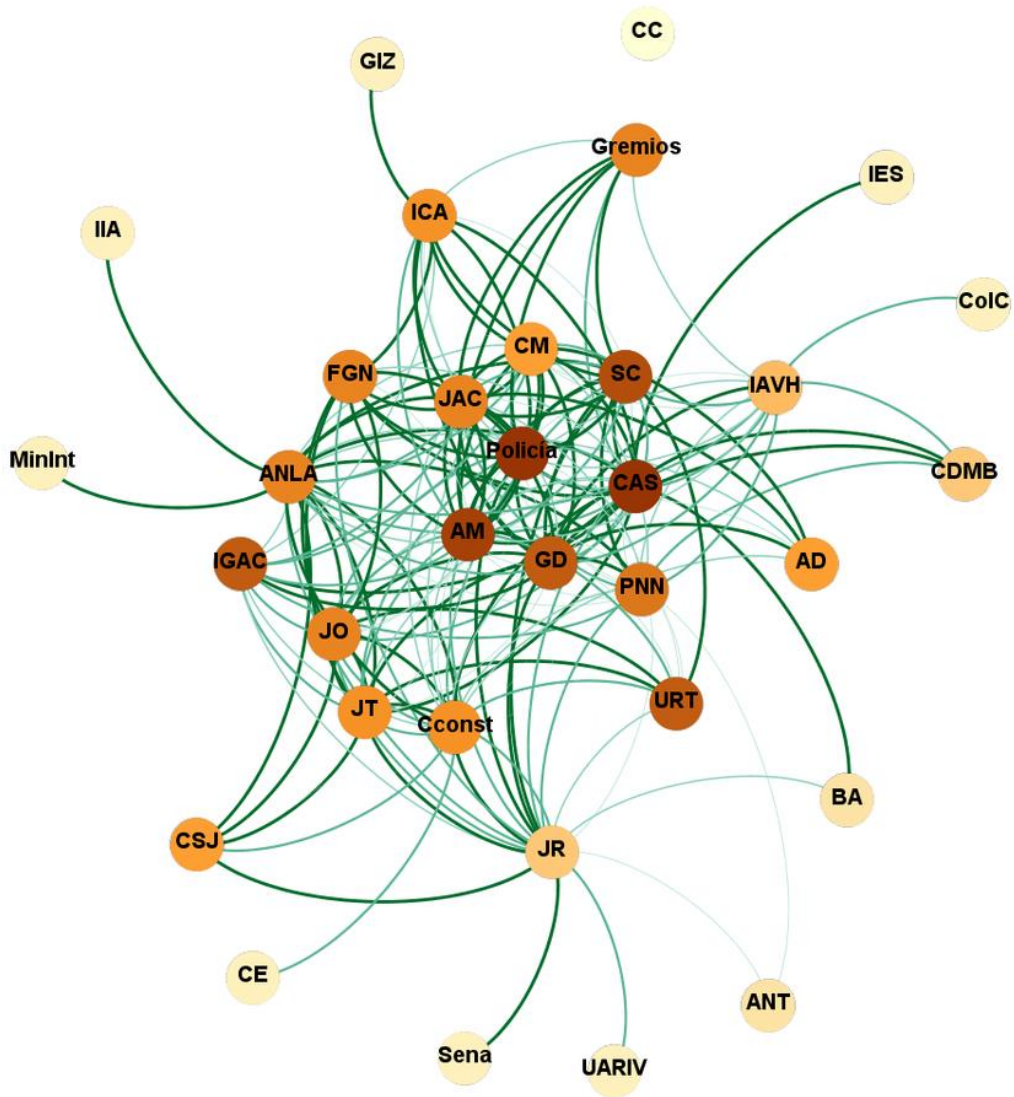 CC
GIZ
Gremios
IES
ICA
IIA
ColC
CM
FGN
SC
IAVH
JAC
Policía
MinInt
ANLA
CAS
CDMB
AM
IGAC
GD
AD
PNN
JO
URT
JT
Cconst
BA
CSJ
JR
CE
ANT
Sena
UARIV